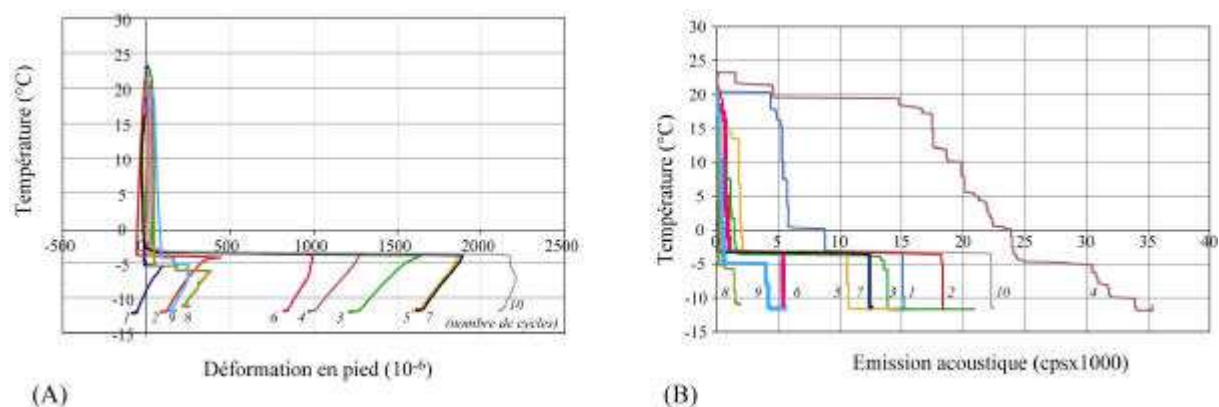 30
25
20
15
10
5
0
-5
-10
-15
-500 0 500 1000 1500 2000 2500
Température (°C)
1 2 9 8 6 4 3 5 7 10
(nombre de cycles)
Déformation en pied (10⁻⁶)
(A)
30
25
20
15
10
5
0
-5
-10
-15
0 5 10 15 20 25 30 35 40
Température (°C)
8 9 6 5 7 3 1 2 10 4
Emission acoustique (cpsx1000)
(B)